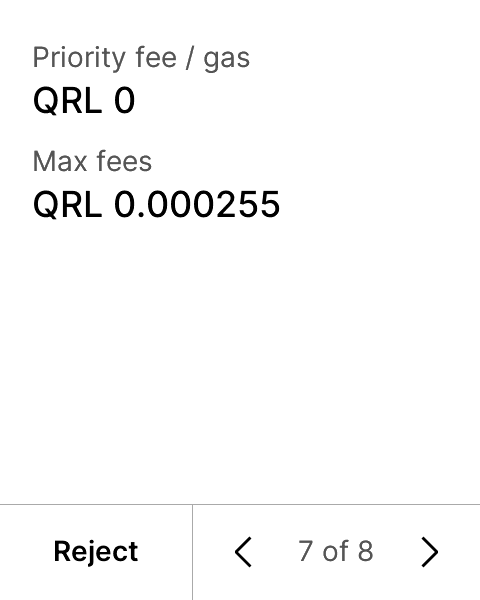 Priority fee / gas
QRL 0
Max fees
QRL 0.000255
Reject
7 of 8